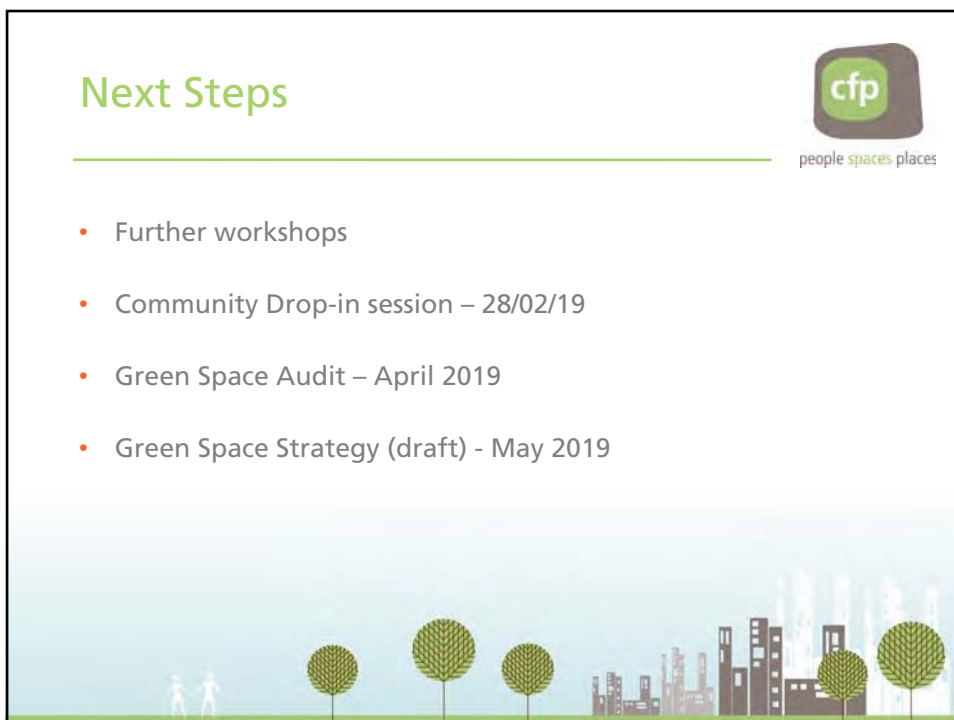 Next Steps
cfp
people spaces places
• Further workshops
• Community Drop-in session – 28/02/19
• Green Space Audit – April 2019
• Green Space Strategy (draft) - May 2019